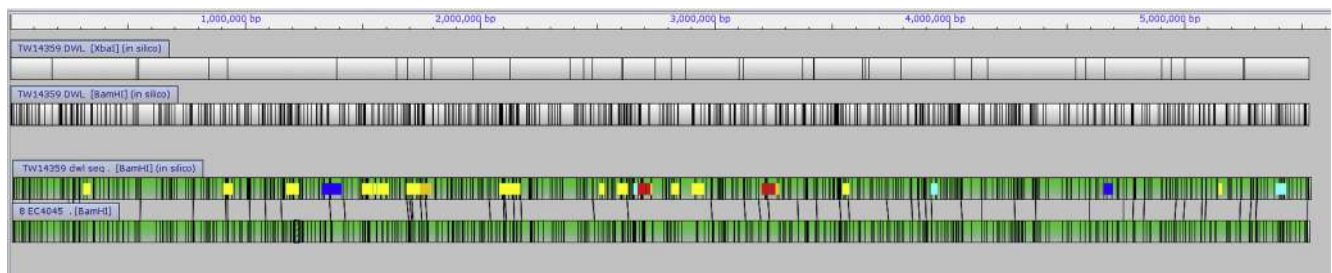 1,000,000 bp 2,000,000 bp 3,000,000 bp 4,000,000 bp 5,000,000 bp
TW14359 DWL [XbaI] (in silico)
TW14359 DWL [BamHI] (in silico)
TW14359 dwl seq . [BamHI] (in silico)
8 EC4045 . [BamHI]